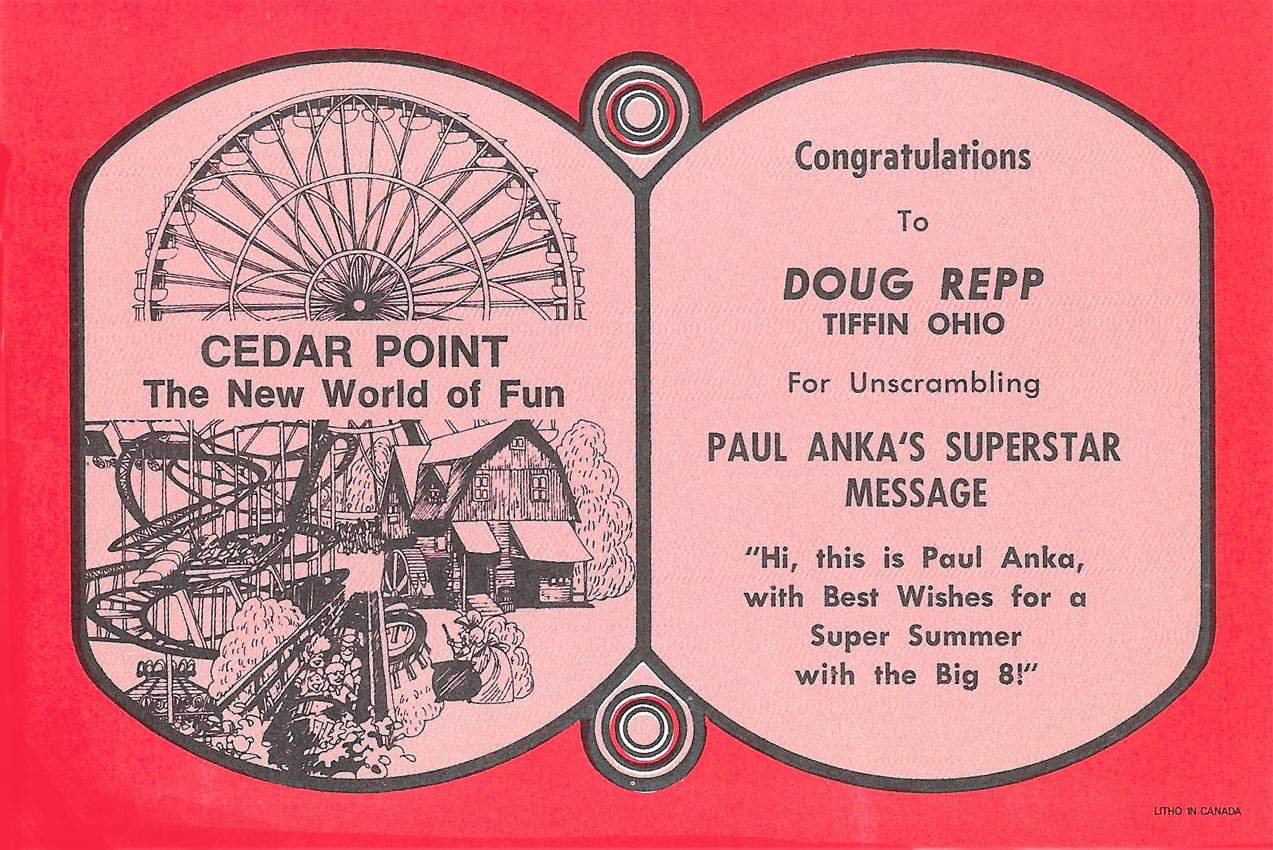 CEDAR POINT
The New World of Fun
Congratulations
To
DOUG REPP
TIFFIN OHIO
For Unscrambling
PAUL ANKA'S SUPERSTAR
MESSAGE
"Hi, this is Paul Anka,
with Best Wishes for a
Super Summer
with the Big 8!"
LITHO IN CANADA